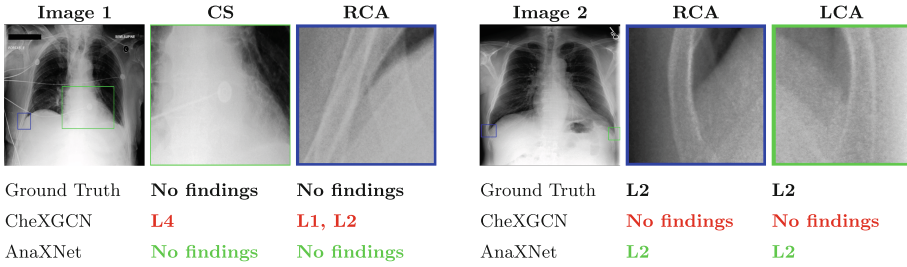 Image 1 CS RCA Image 2 RCA LCA
Ground Truth No findings No findings Ground Truth L2 L2
CheXGCN L4 L1, L2 CheXGCN No findings No findings
AnaXNet No findings No findings AnaXNet L2 L2